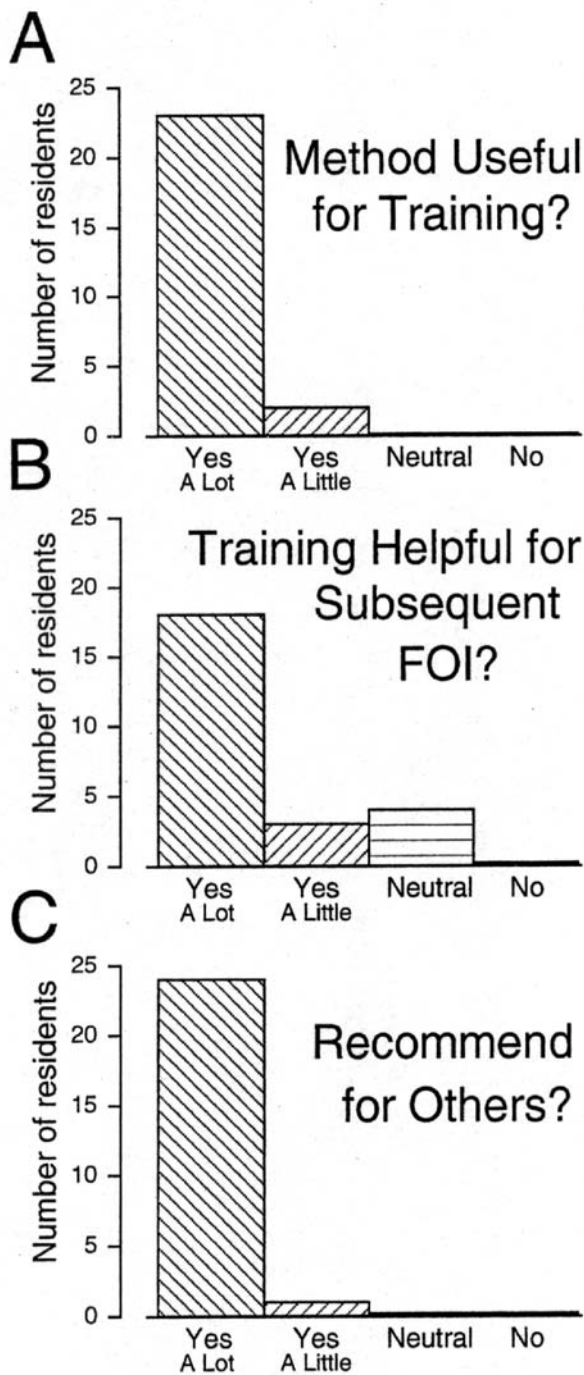 A
Number of residents
25
20
15
10
5
0
Method Useful
for Training?
Yes
A Lot
Yes
A Little
Neutral
No
B
Number of residents
25
20
15
10
5
0
Training Helpful for
Subsequent
FOI?
Yes
A Lot
Yes
A Little
Neutral
No
C
Number of residents
25
20
15
10
5
0
Recommend
for Others?
Yes
A Lot
Yes
A Little
Neutral
No